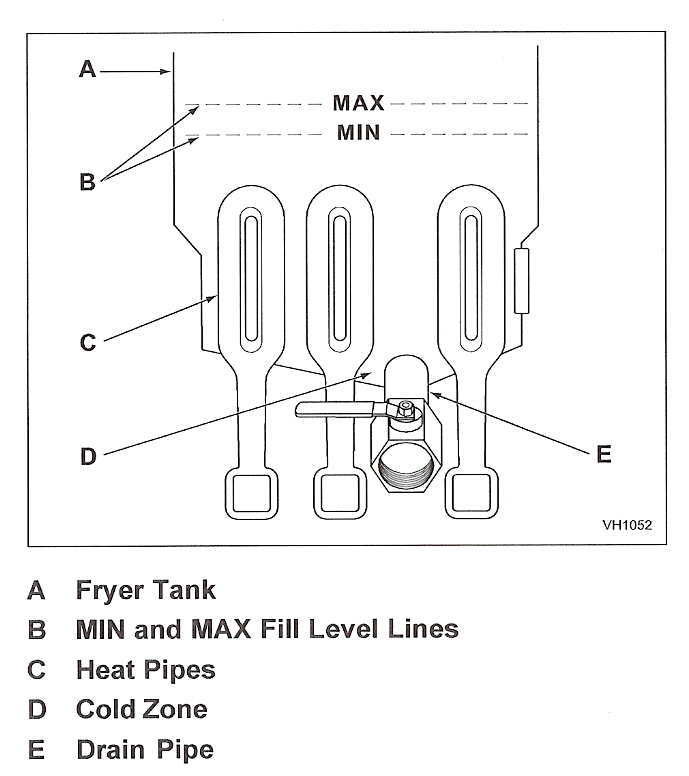 A
MAX
MIN
B
C
D
E
VH1052
A Fryer Tank
B MIN and MAX Fill Level Lines
C Heat Pipes
D Cold Zone
E Drain Pipe